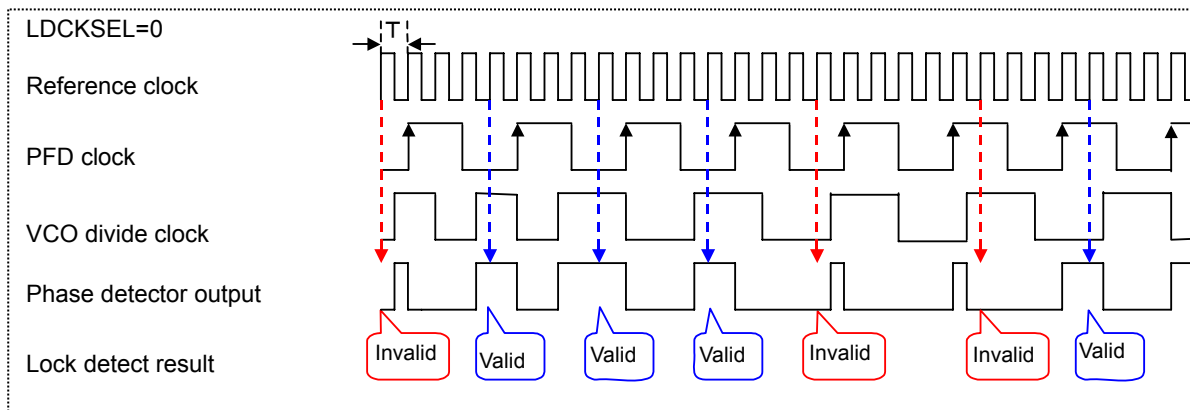 LDCKSEL=0
T
Reference clock
PFD clock
VCO divide clock
Phase detector output
Lock detect result
Invalid
Valid
Valid
Valid
Invalid
Invalid
Valid